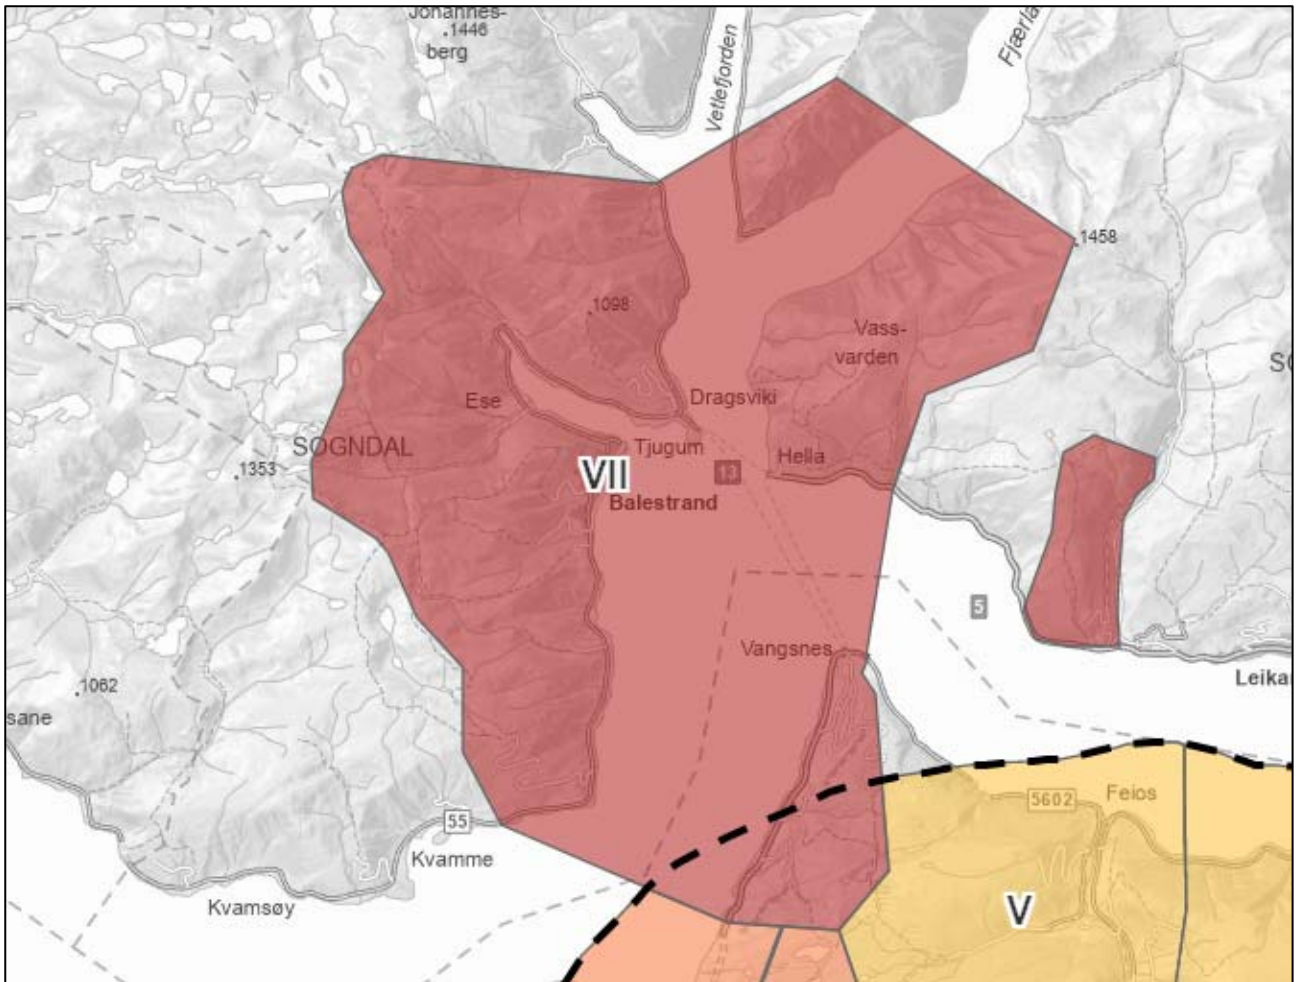 Johannes-
1446
berg
Vetlefjorden
Fjærla
1458
1098
Vass-
varden
SO
Ese
Dragsviki
SOGNDAL
Tjugum
Hella
1353
VII
13
Balestrand
5
Vangsnes
Leika
1062
sane
5602
Feios
55
Kvamme
Kvamsøy
V